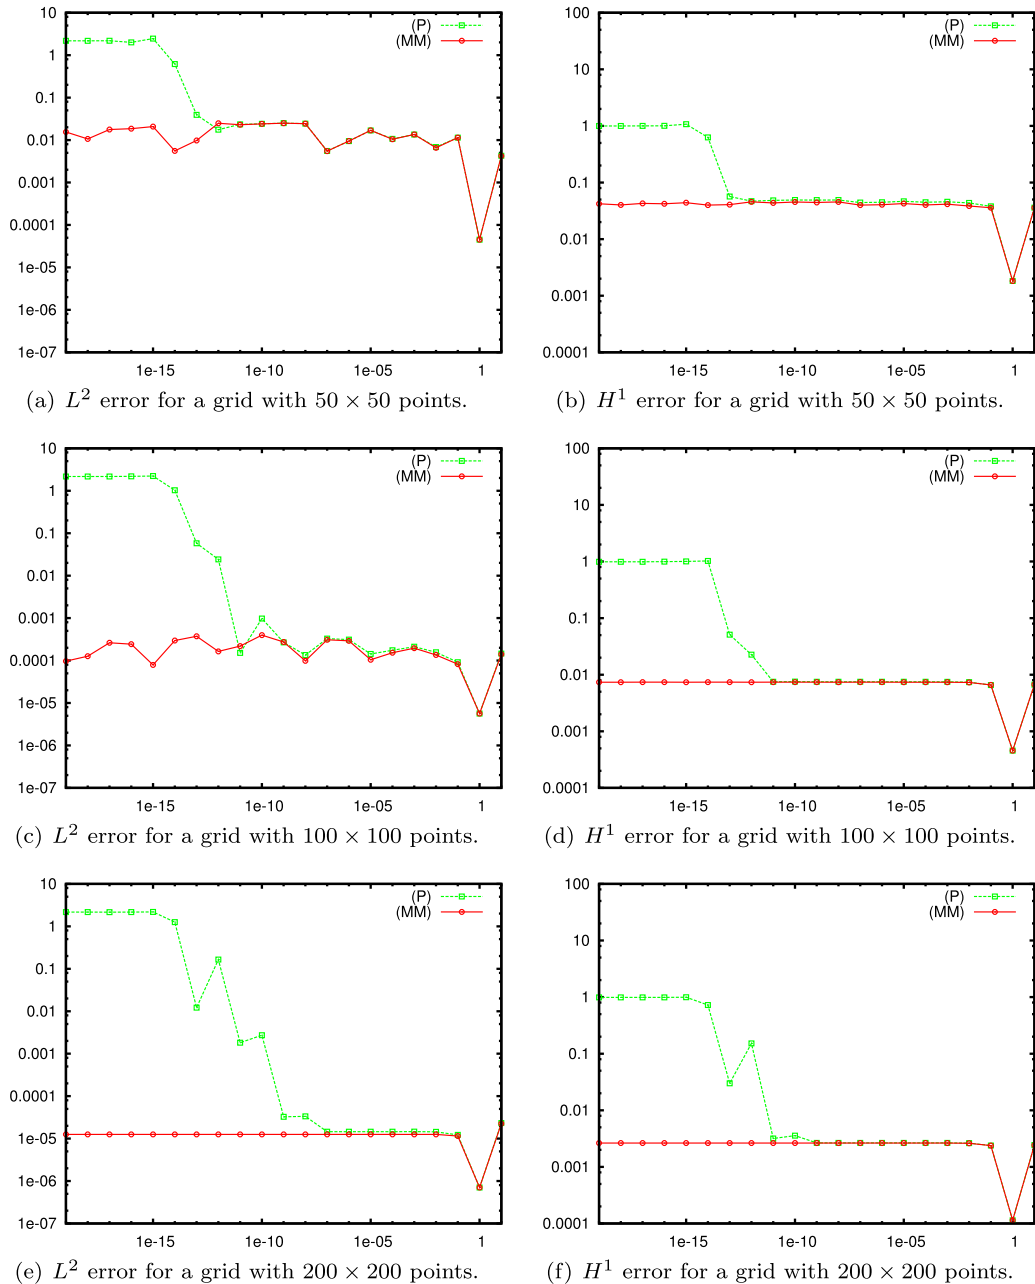 10
1
0.1
0.01
0.001
0.0001
1e-05
1e-06
1e-07
1e-15 1e-10 1e-05 1
(P)
(MM)
(a) L² error for a grid with 50 × 50 points.
100
10
1
0.1
0.01
0.001
0.0001
1e-15 1e-10 1e-05 1
(P)
(MM)
(b) H¹ error for a grid with 50 × 50 points.
10
1
0.1
0.01
0.001
0.0001
1e-05
1e-06
1e-07
1e-15 1e-10 1e-05 1
(P)
(MM)
(c) L² error for a grid with 100 × 100 points.
100
10
1
0.1
0.01
0.001
0.0001
1e-15 1e-10 1e-05 1
(P)
(MM)
(d) H¹ error for a grid with 100 × 100 points.
10
1
0.1
0.01
0.001
0.0001
1e-05
1e-06
1e-07
1e-15 1e-10 1e-05 1
(P)
(MM)
(e) L² error for a grid with 200 × 200 points.
100
10
1
0.1
0.01
0.001
0.0001
1e-15 1e-10 1e-05 1
(P)
(MM)
(f) H¹ error for a grid with 200 × 200 points.